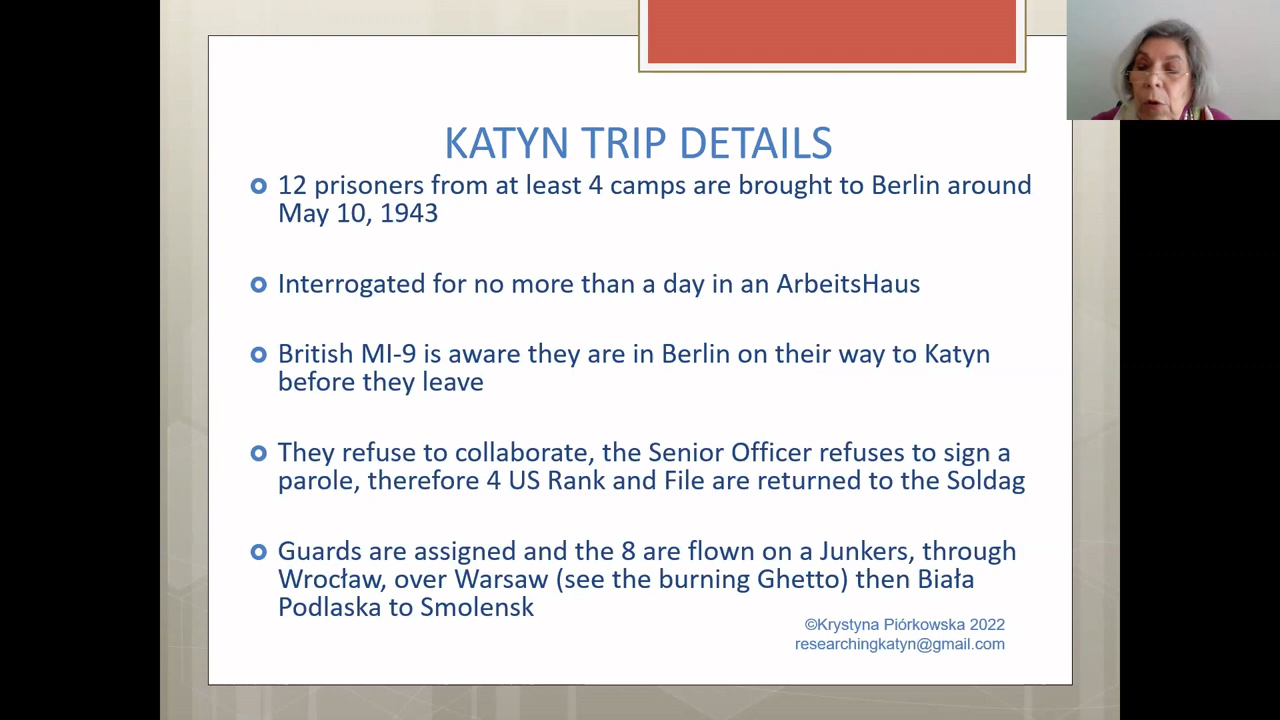 KATYN TRIP DETAILS
12 prisoners from at least 4 camps are brought to Berlin around
May 10, 1943
Interrogated for no more than a day in an ArbeitsHaus
British MI-9 is aware they are in Berlin on their way to Katyn
before they leave
They refuse to collaborate, the Senior Officer refuses to sign a
parole, therefore 4 US Rank and File are returned to the Soldag
Guards are assigned and the 8 are flown on a Junkers, through
Wrocław, over Warsaw (see the burning Ghetto) then Biała
Podlaska to Smolensk
©Krystyna Piórkowska 2022
researchingkatyn@gmail.com